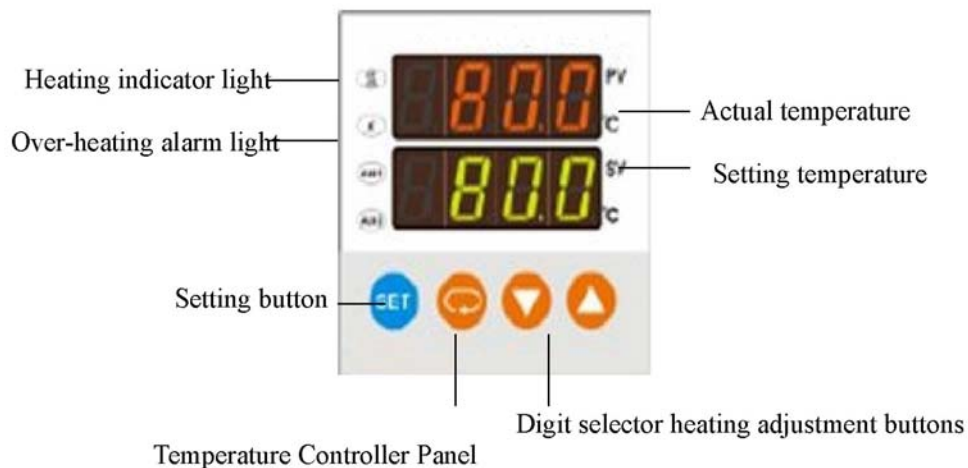 Heating indicator light
PV
80.0
℃
Actual temperature
Over-heating alarm light
SV
80.0
℃
Setting temperature
SET
Setting button
Digit selector heating adjustment buttons
Temperature Controller Panel